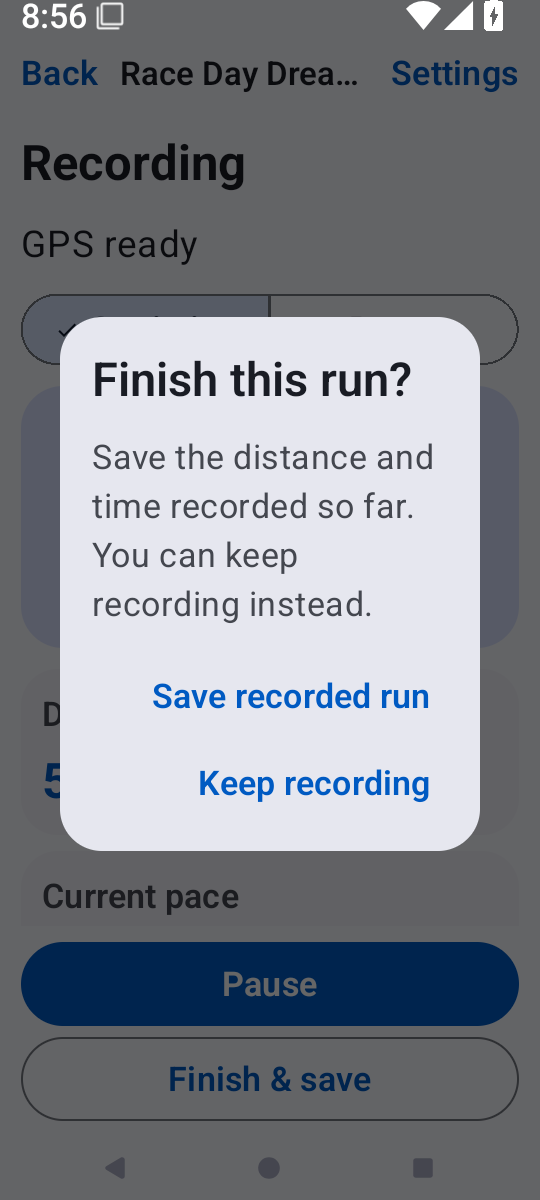 8:56
Back Race Day Drea... Settings
Recording
GPS ready
Finish this run?
Save the distance and
time recorded so far.
You can keep
recording instead.
Save recorded run
Keep recording
Current pace
Pause
Finish & save